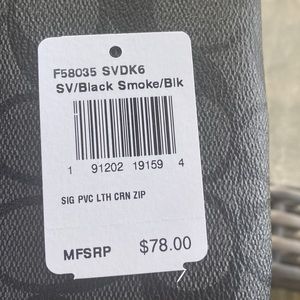 F58035 SVDK6
SV/Black Smoke/Blk
1 91202 19159 4
SIG PVC LTH CRN ZIP
MFSRP $78.00